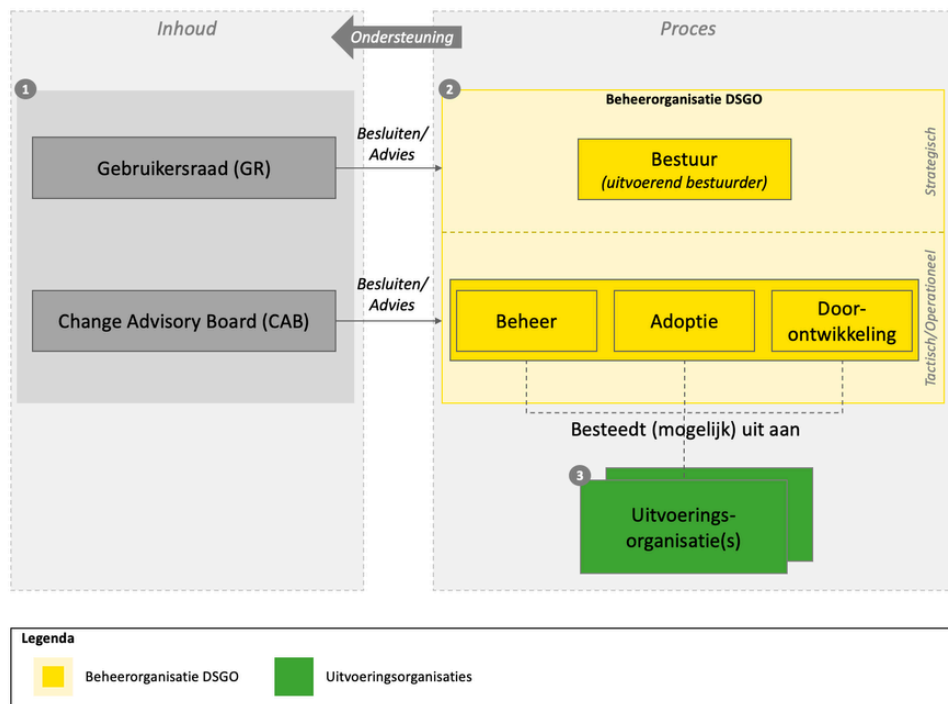 Inhoud
Ondersteuning
Proces
1
2
Beheerorganisatie DSGO
Gebruikersraad (GR)
Besluiten/
Advies
Bestuur
(uitvoerend bestuurder)
Strategisch
Change Advisory Board (CAB)
Besluiten/
Advies
Beheer
Adoptie
Door-
ontwikkeling
Tactisch/Operationeel
Besteedt (mogelijk) uit aan
3
Uitvoerings-
organisatie(s)
Legenda
Beheerorganisatie DSGO
Uitvoeringsorganisaties